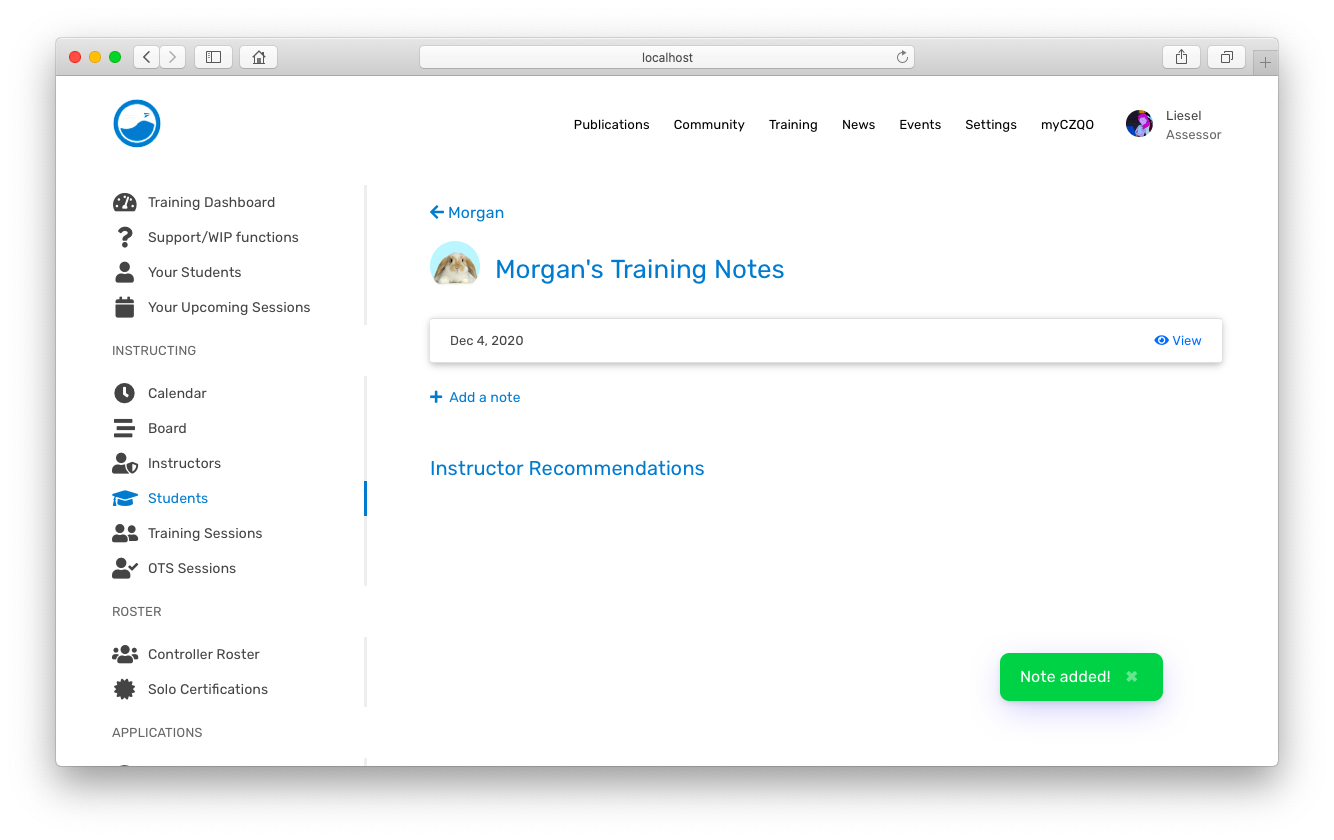 localhost
Publications Community Training News Events Settings myCZQO
Liesel
Assessor
Training Dashboard
Support/WIP functions
Your Students
Your Upcoming Sessions
INSTRUCTING
Calendar
Board
Instructors
Students
Training Sessions
OTS Sessions
ROSTER
Controller Roster
Solo Certifications
APPLICATIONS
Morgan
Morgan's Training Notes
Dec 4, 2020 View
Add a note
Instructor Recommendations
Note added!